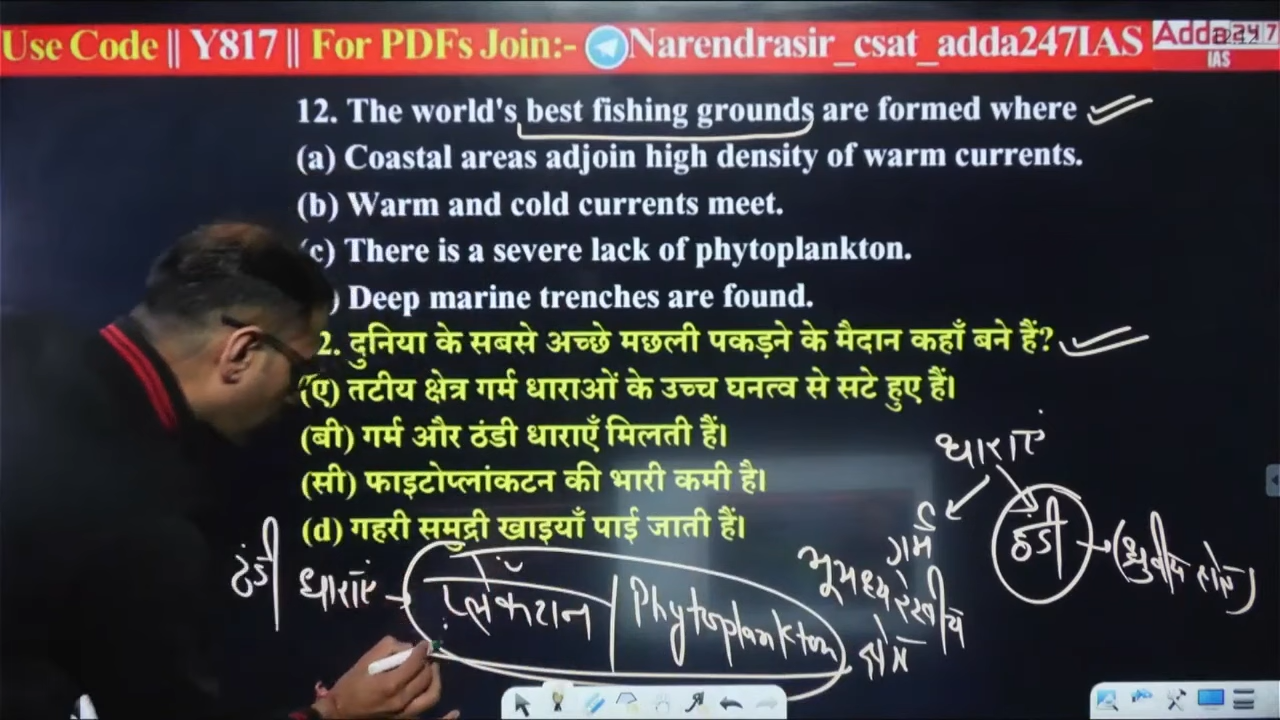 Use Code || Y817 || For PDFs Join:- Narendrasir_csat_adda247IAS Adda247
IAS
12. The world's best fishing grounds are formed where
(a) Coastal areas adjoin high density of warm currents.
(b) Warm and cold currents meet.
c) There is a severe lack of phytoplankton.
) Deep marine trenches are found.
2. दुनिया के सबसे अच्छे मछली पकड़ने के मैदान कहाँ बने हैं?
(ए) तटीय क्षेत्र गर्म धाराओं के उच्च घनत्व से सटे हुए हैं।
(बी) गर्म और ठंडी धाराएँ मिलती हैं।
(सी) फाइटोप्लांकटन की भारी कमी है।
(d) गहरी समुद्री खाइयाँ पाई जाती हैं।
धाराएं
गर्म ठंडी
ठंडी धाराएं
Phytoplankton
भूमध्य रेखीय